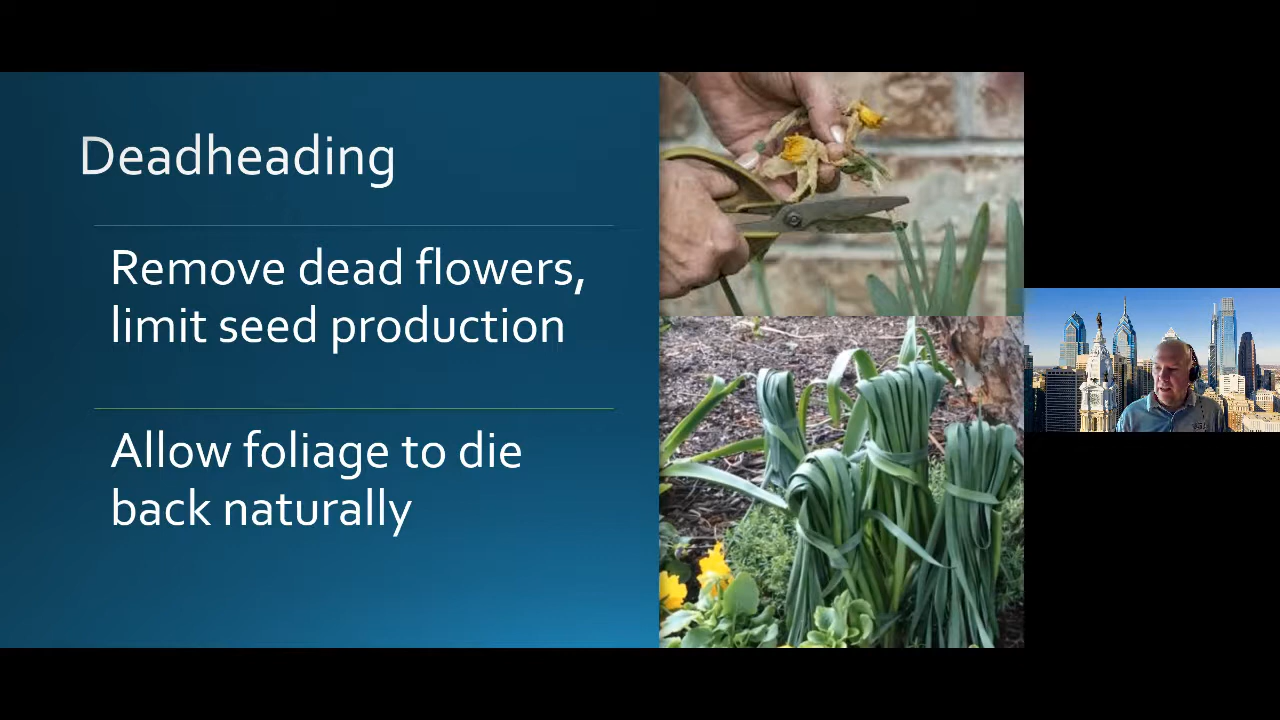 Deadheading
Remove dead flowers,
limit seed production
Allow foliage to die
back naturally